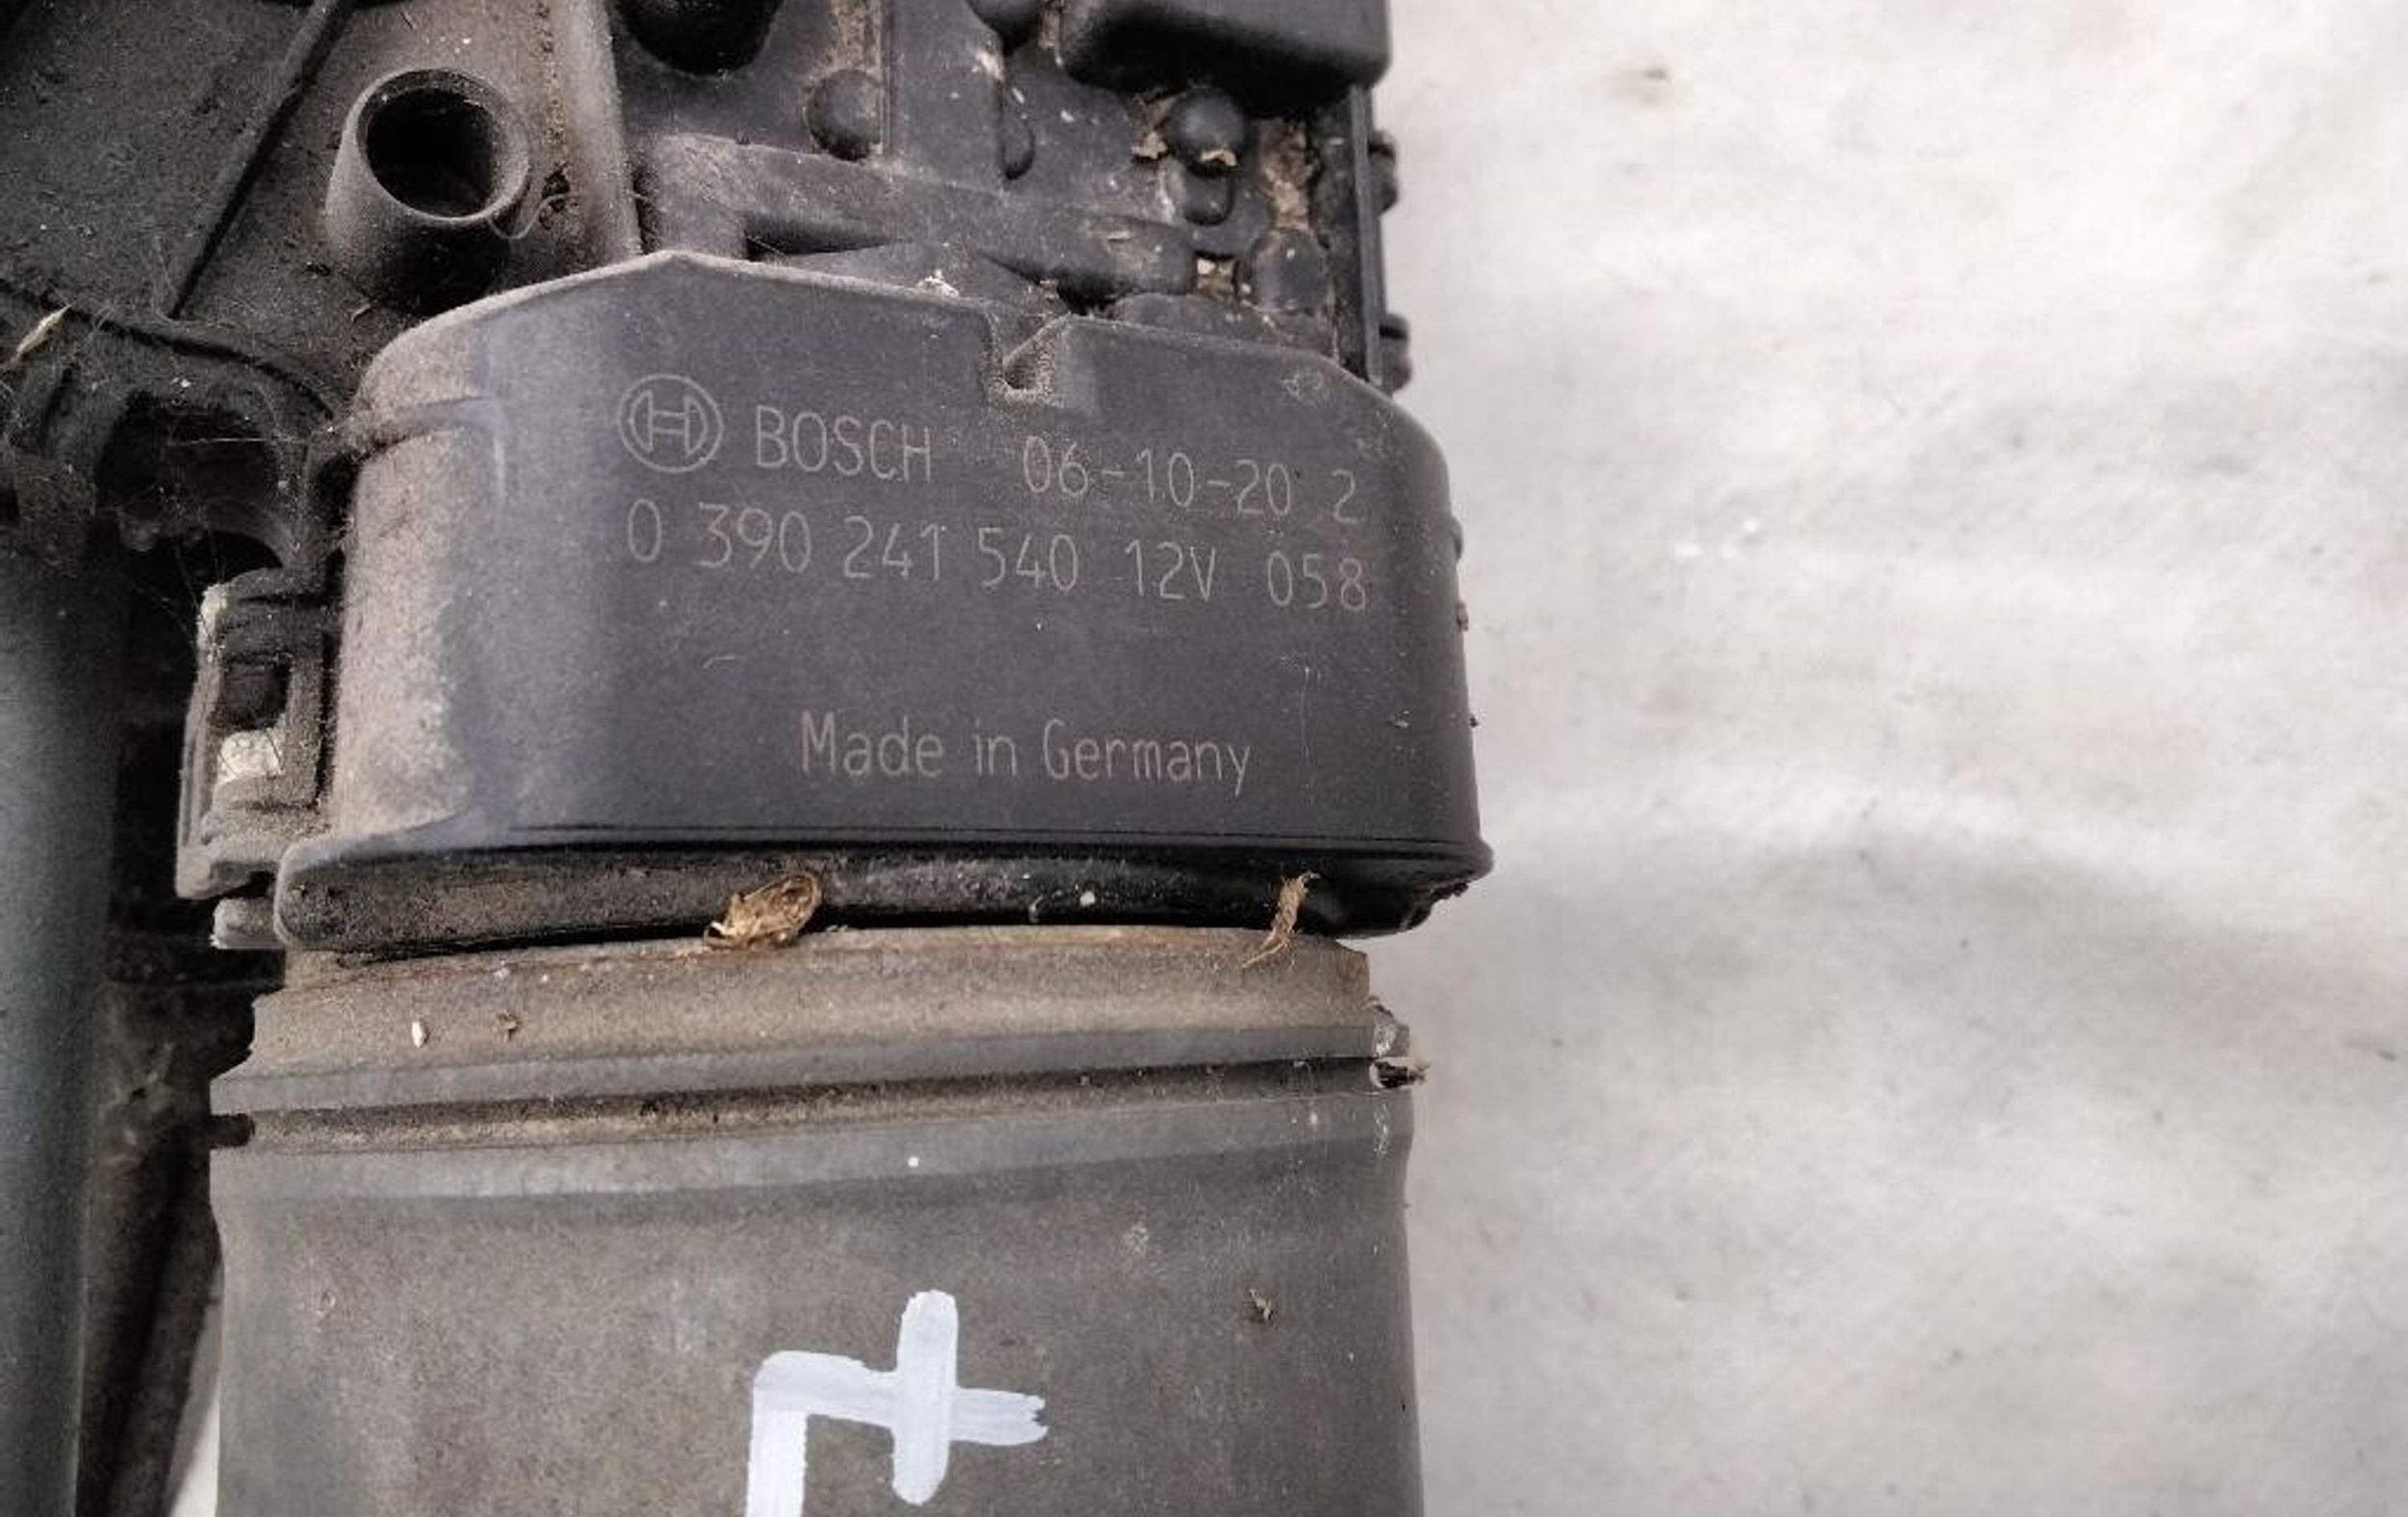 BOSCH 06-10-20 2
0 390 241 540 12V 058
Made in Germany